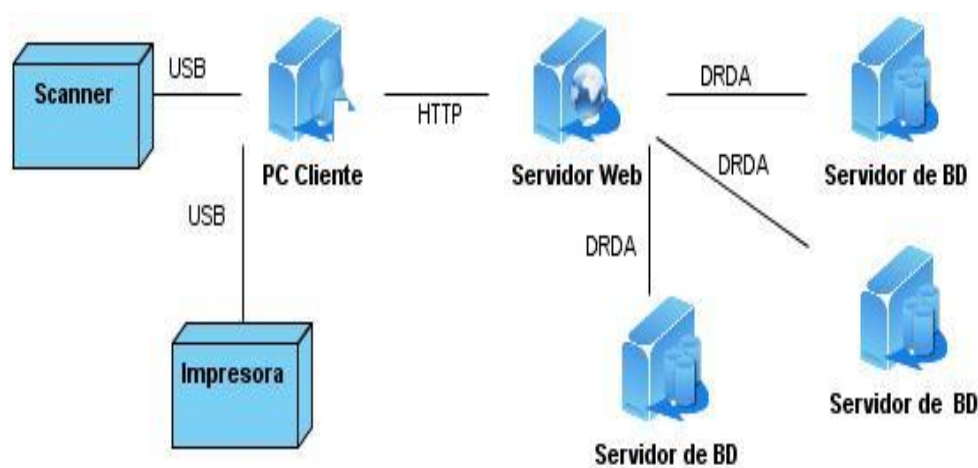 USB
Scanner
DRDA
HTTP
PC Cliente
Servidor Web
DRDA
Servidor de BD
USB
DRDA
Impresora
Servidor de BD
Servidor de BD